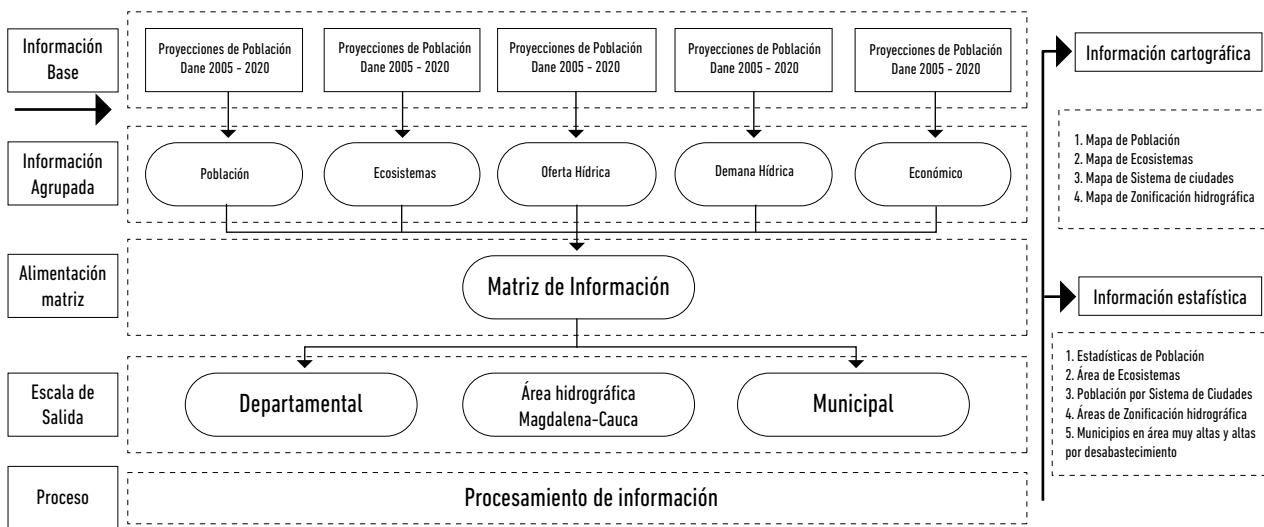 Información
Base
Proyecciones de Población
Dane 2005 - 2020
Proyecciones de Población
Dane 2005 - 2020
Proyecciones de Población
Dane 2005 - 2020
Proyecciones de Población
Dane 2005 - 2020
Proyecciones de Población
Dane 2005 - 2020
Información
Agrupada
Población
Ecosistemas
Oferta Hídrica
Demana Hídrica
Económico
Alimentación
matriz
Matriz de Información
Escala de
Salida
Departamental
Área hidrográfica
Magdalena-Cauca
Municipal
Proceso
Procesamiento de información
Información cartográfica
1. Mapa de Población
2. Mapa de Ecosistemas
3. Mapa de Sistema de ciudades
4. Mapa de Zonificación hidrográfica
Información estafística
1. Estadísticas de Población
2. Área de Ecosistemas
3. Población por Sistema de Ciudades
4. Áreas de Zonificación hidrográfica
5. Municipios en área muy altas y altas
por desabastecimiento